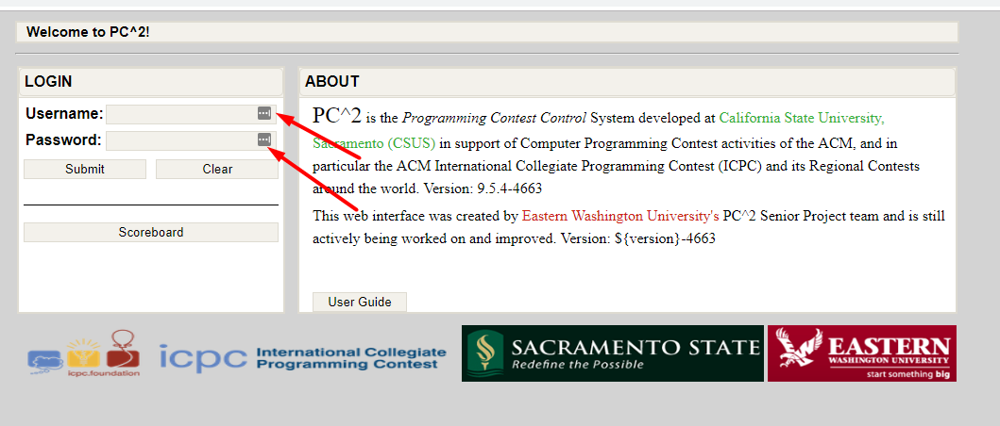 Welcome to PC^2!
LOGIN
Username:
Password:
Submit
Clear
Scoreboard
ABOUT
PC^2 is the Programming Contest Control System developed at California State University,
Sacramento (CSUS) in support of Computer Programming Contest activities of the ACM, and in
particular the ACM International Collegiate Programming Contest (ICPC) and its Regional Contests
around the world. Version: 9.5.4-4663
This web interface was created by Eastern Washington University's PC^2 Senior Project team and is still
actively being worked on and improved. Version: ${version}-4663
User Guide
icpc.foundation
icpc
International Collegiate
Programming Contest
SACRAMENTO STATE
Redefine the Possible
EASTERN
WASHINGTON UNIVERSITY
start something big